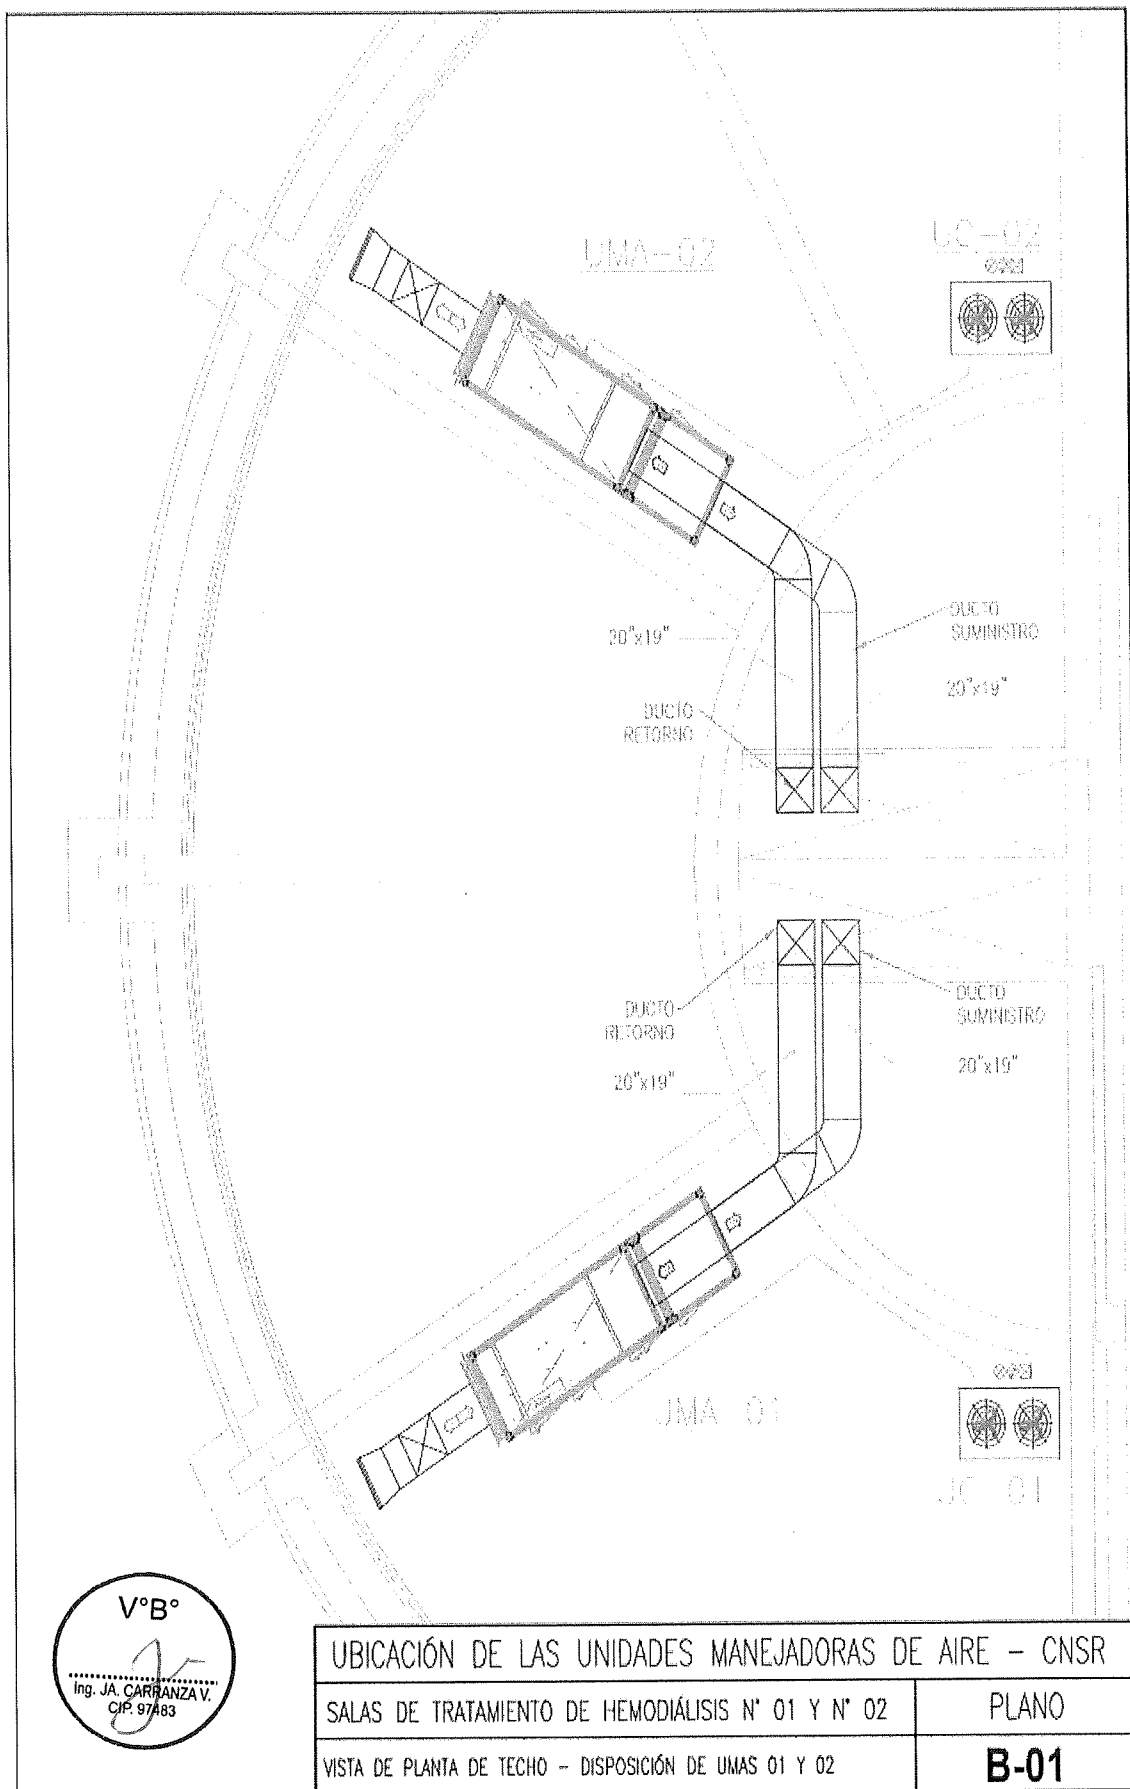 UMA-02
UC-02
20"x19"
DUCTO
SUMINISTRO
20"x19"
DUCTO
RETORNO
DUCTO
RETORNO
20"x19"
DUCTO
SUMINISTRO
20"x19"
UMA 01
UC 01
V°B°
Ing. JA. CARRANZA V.
CIP. 97483
UBICACIÓN DE LAS UNIDADES MANEJADORAS DE AIRE – CNSR
SALAS DE TRATAMIENTO DE HEMODIÁLISIS N° 01 Y N° 02
PLANO
VISTA DE PLANTA DE TECHO – DISPOSICIÓN DE UMAS 01 Y 02
B-01